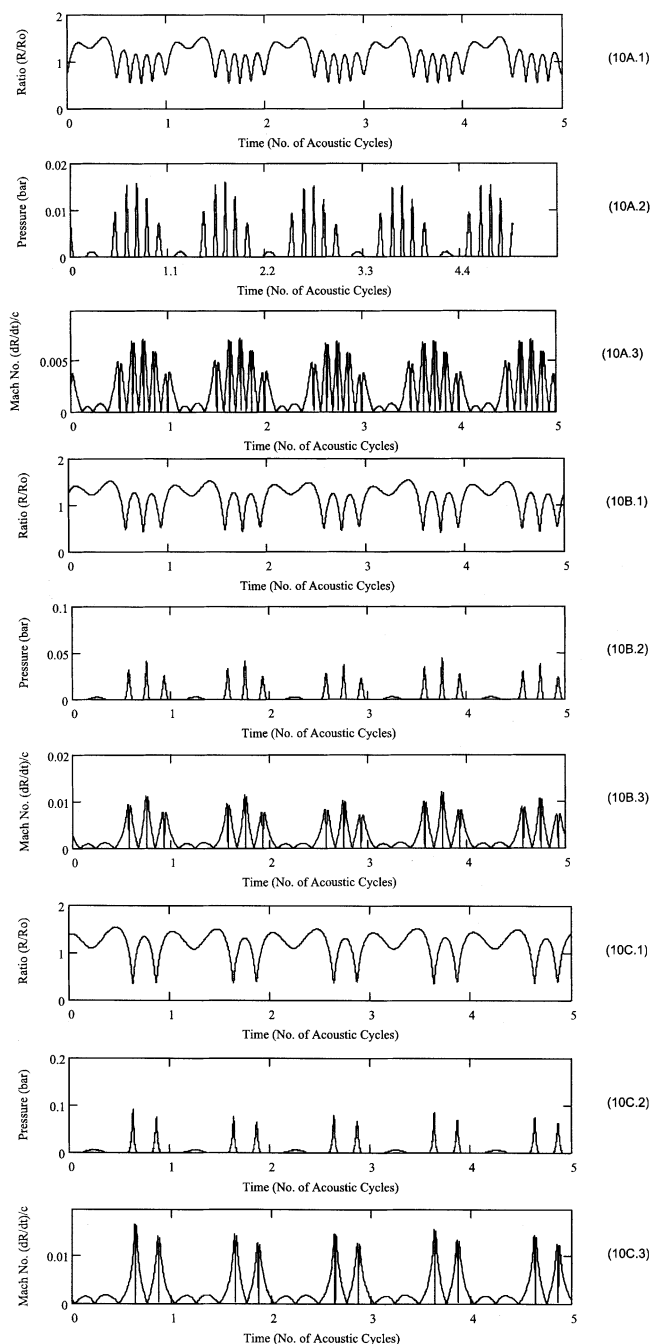 2
Ratio (R/Ro)
1
0
0 1 2 3 4 5
Time (No. of Acoustic Cycles)
(10A.1)
0.02
Pressure (bar)
0.01
0
0 1.1 2.2 3.3 4.4
Time (No. of Acoustic Cycles)
(10A.2)
Mach No. (dR/dt)/c
0.005
0
0 1 2 3 4 5
Time (No. of Acoustic Cycles)
(10A.3)
2
Ratio (R/Ro)
1
0
0 1 2 3 4 5
Time (No. of Acoustic Cycles)
(10B.1)
0.1
Pressure (bar)
0.05
0
0 1 2 3 4 5
Time (No. of Acoustic Cycles)
(10B.2)
0.02
Mach No. (dR/dt)/c
0.01
0
0 1 2 3 4 5
Time (No. of Acoustic Cycles)
(10B.3)
2
Ratio (R/Ro)
1
0
0 1 2 3 4 5
Time (No. of Acoustic Cycles)
(10C.1)
0.2
Pressure (bar)
0.1
0
0 1 2 3 4 5
Time (No. of Acoustic Cycles)
(10C.2)
Mach No. (dR/dt)/c
0.01
0
0 1 2 3 4 5
Time (No. of Acoustic Cycles)
(10C.3)